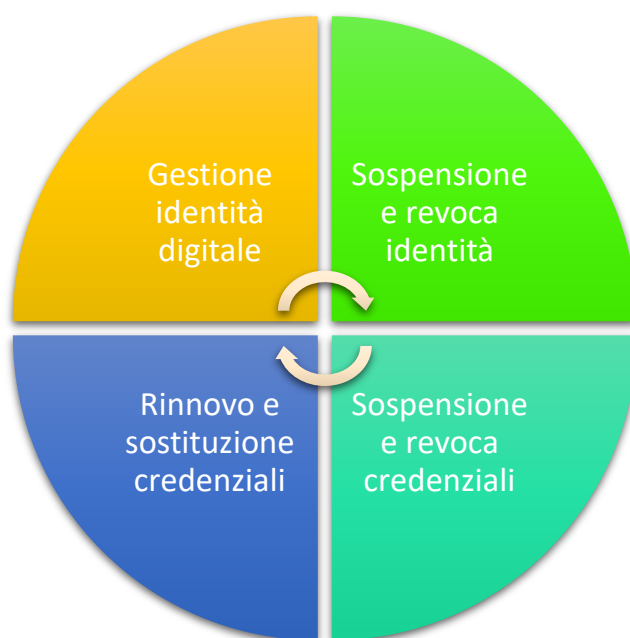 Gestione
identità
digitale
Sospensione
e revoca
identità
Rinnovo e
sostituzione
credenziali
Sospensione
e revoca
credenziali